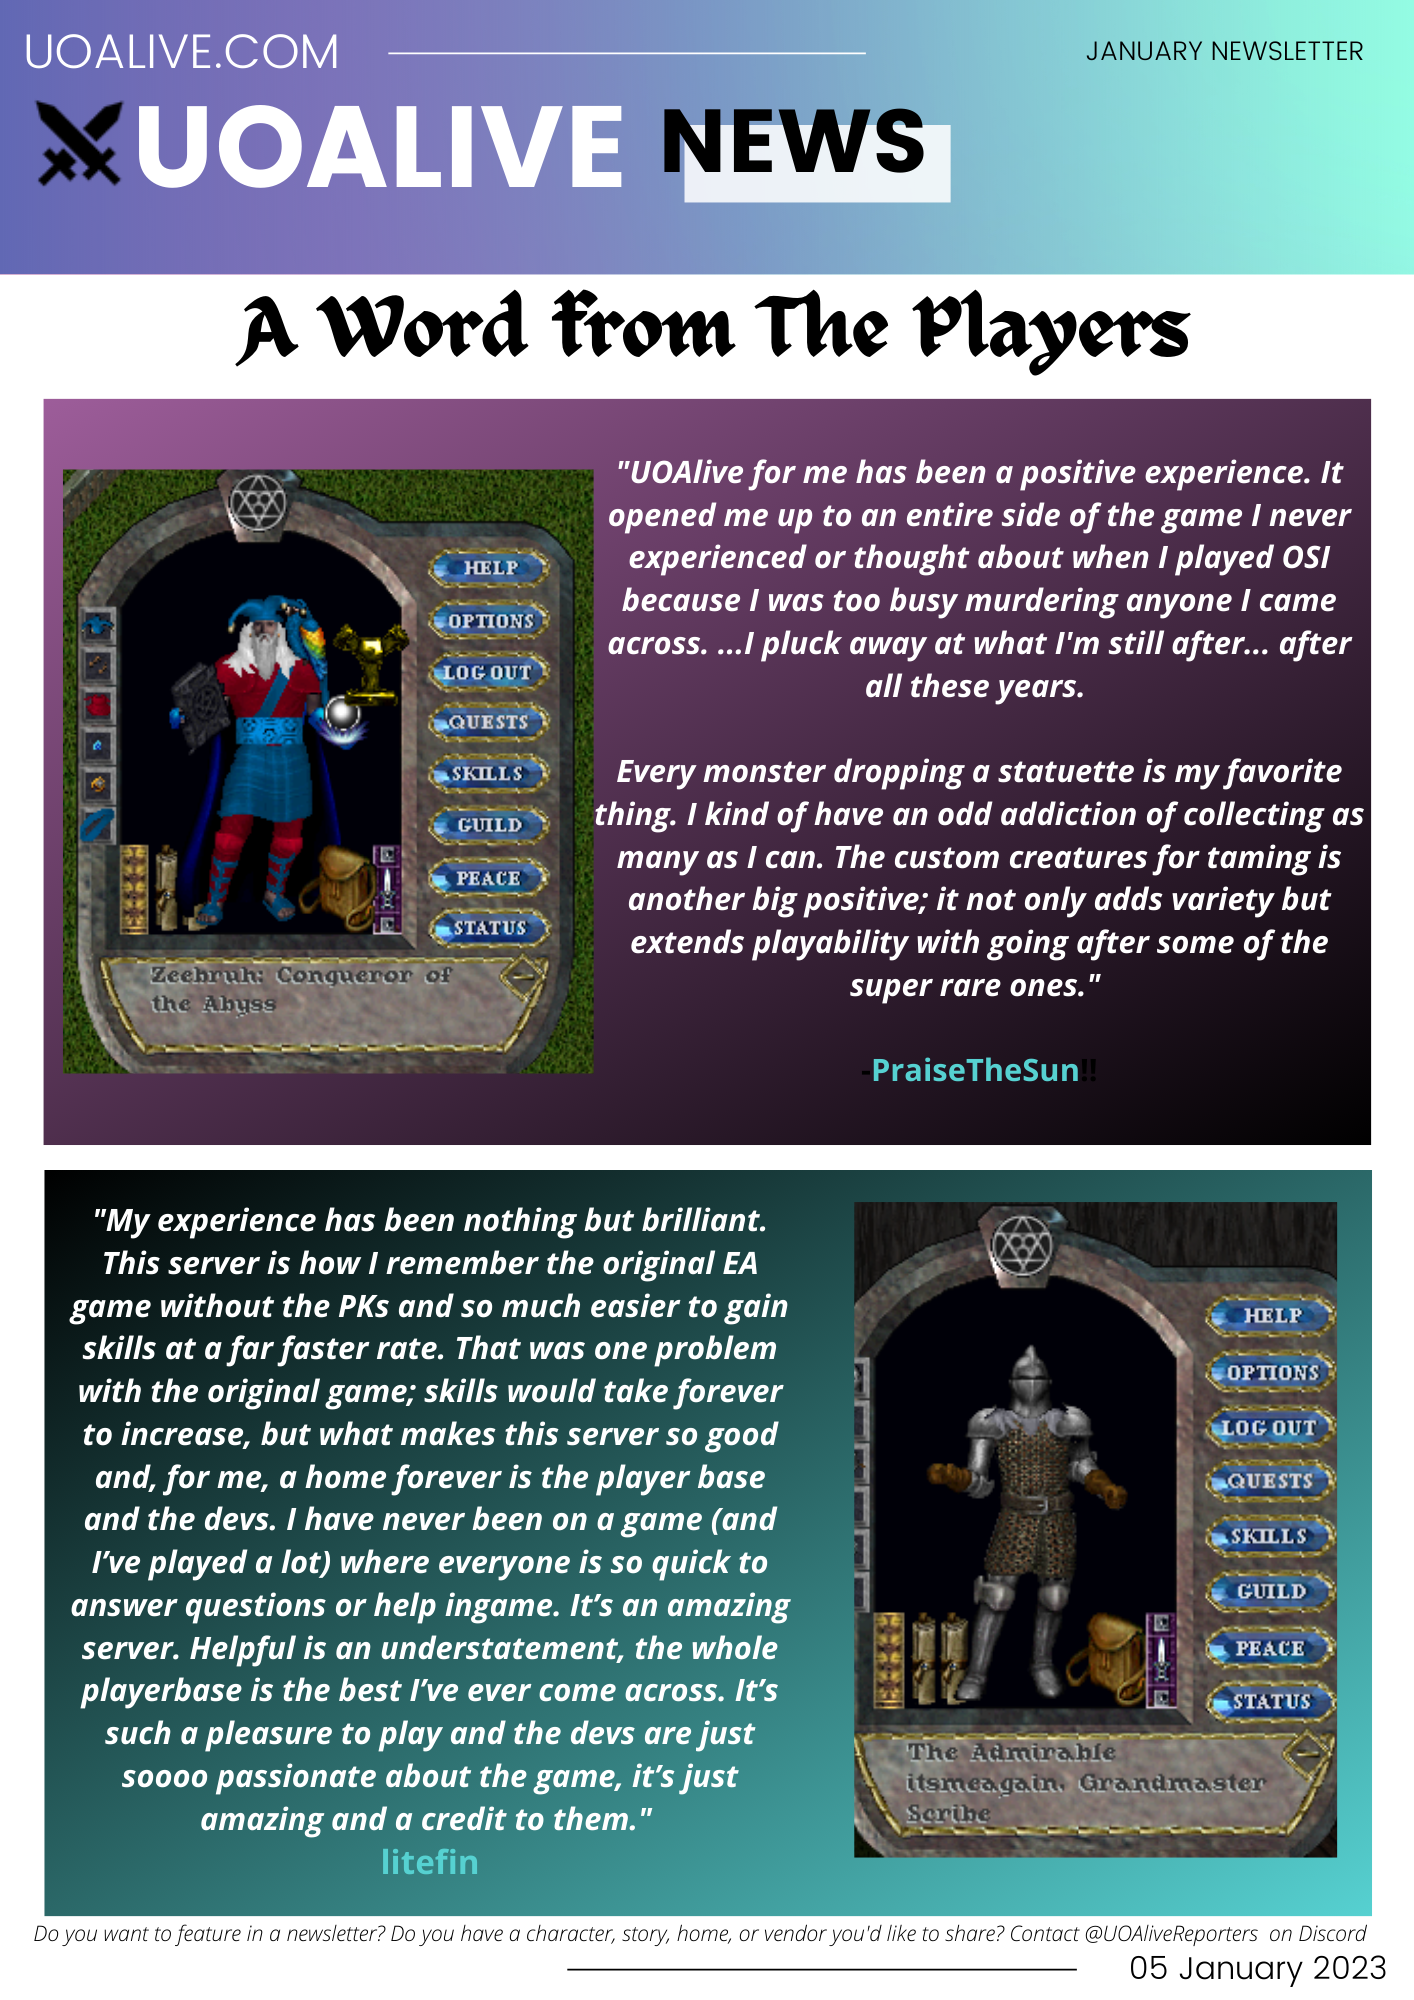 UOALIVE.COM
JANUARY NEWSLETTER
UOALIVE NEWS
A Word from The Players
"UOAlive for me has been a positive experience. It
opened me up to an entire side of the game I never
experienced or thought about when I played OSI
because I was too busy murdering anyone I came
across. ...I pluck away at what I'm still after... after
all these years.
Every monster dropping a statuette is my favorite
thing. I kind of have an odd addiction of collecting as
many as I can. The custom creatures for taming is
another big positive; it not only adds variety but
extends playability with going after some of the
super rare ones."
-PraiseTheSun!!
HELP
OPTIONS
LOG OUT
QUESTS
SKILLS
GUILD
PEACE
STATUS
Zeehruh: Conqueror of
the Abyss
"My experience has been nothing but brilliant.
This server is how I remember the original EA
game without the PKs and so much easier to gain
skills at a far faster rate. That was one problem
with the original game; skills would take forever
to increase, but what makes this server so good
and, for me, a home forever is the player base
and the devs. I have never been on a game (and
I’ve played a lot) where everyone is so quick to
answer questions or help ingame. It’s an amazing
server. Helpful is an understatement, the whole
playerbase is the best I’ve ever come across. It’s
such a pleasure to play and the devs are just
soooo passionate about the game, it’s just
amazing and a credit to them."
litefin
HELP
OPTIONS
LOG OUT
QUESTS
SKILLS
GUILD
PEACE
STATUS
The Admirable
itsmeagain, Grandmaster
Scribe
Do you want to feature in a newsletter? Do you have a character, story, home, or vendor you'd like to share? Contact @UOAliveReporters on Discord
05 January 2023